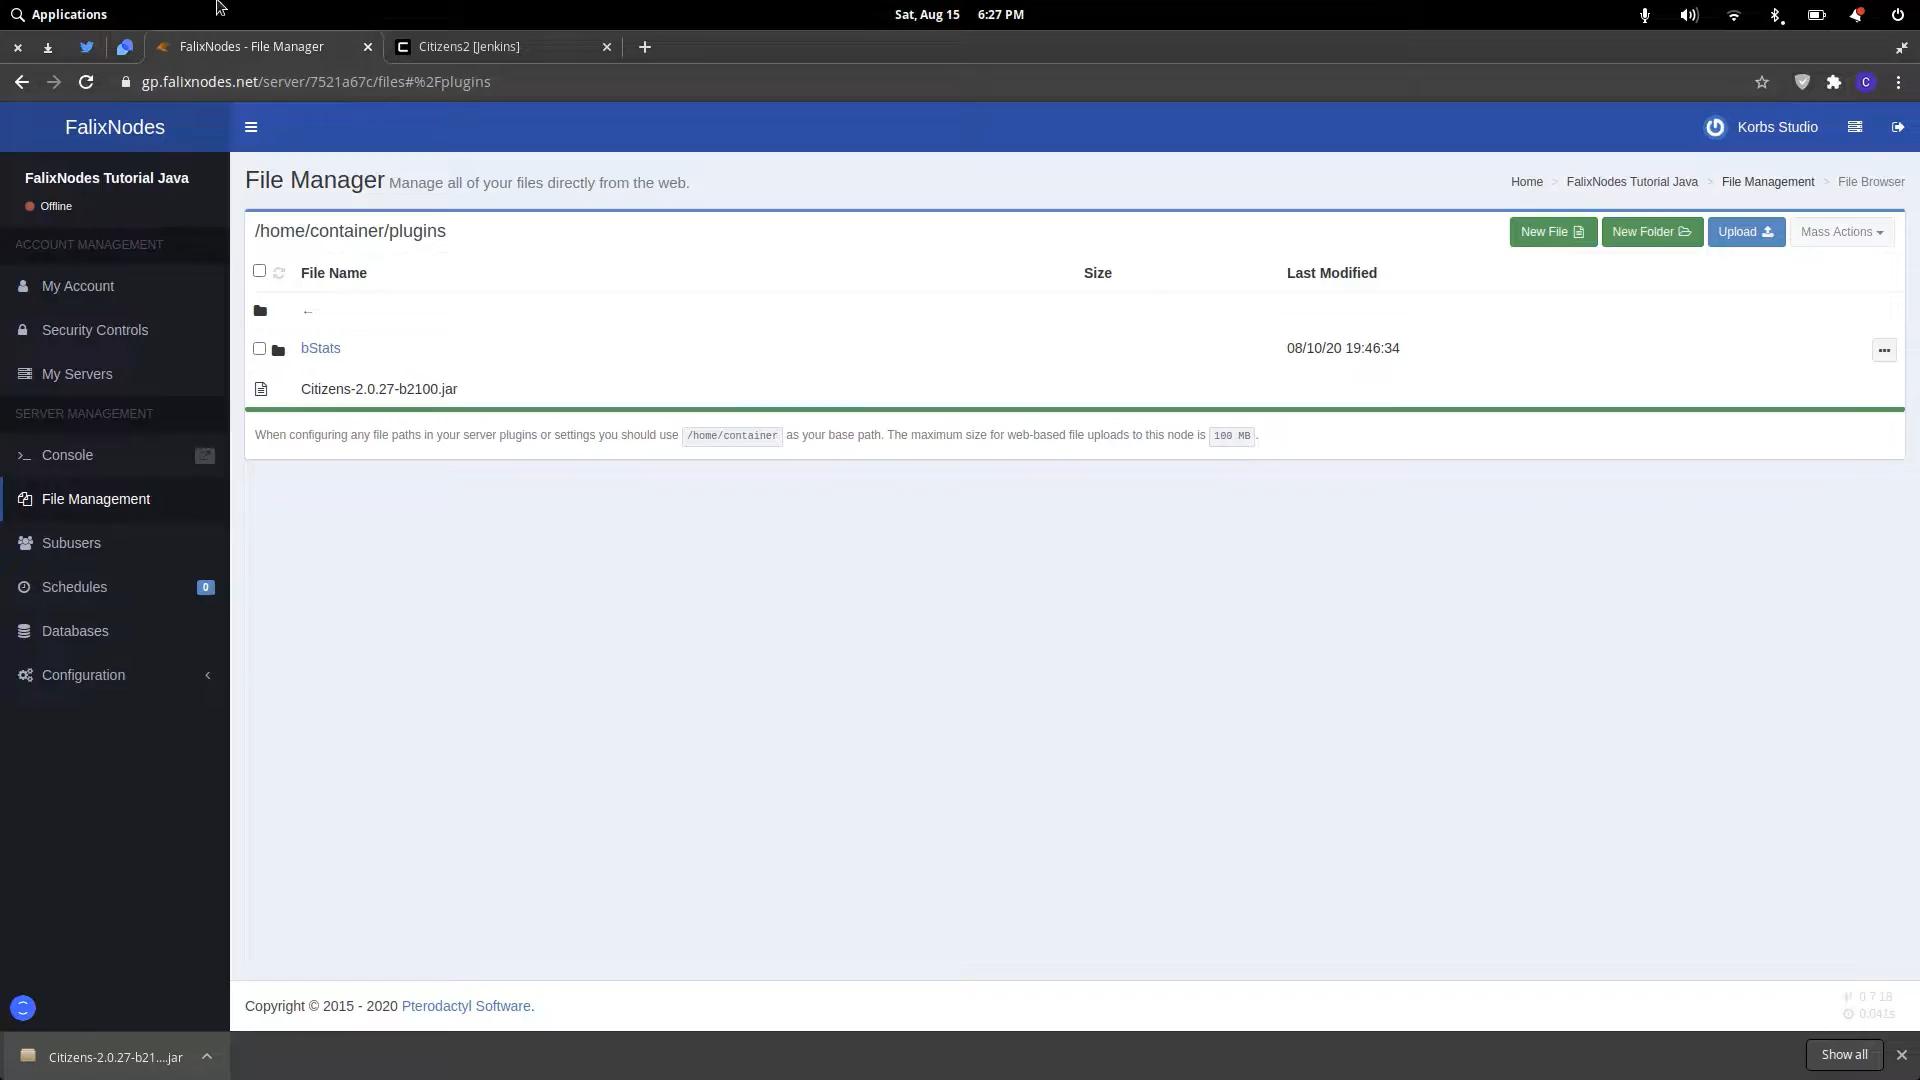 Applications
Sat, Aug 15 6:27 PM
FalixNodes - File Manager
Citizens2 [Jenkins]
gp.falixnodes.net/server/7521a67c/files#%2Fplugins
C
FalixNodes
Korbs Studio
FalixNodes Tutorial Java
Offline
ACCOUNT MANAGEMENT
My Account
Security Controls
My Servers
SERVER MANAGEMENT
Console
File Management
Subusers
Schedules 0
Databases
Configuration
File Manager Manage all of your files directly from the web.
Home > FalixNodes Tutorial Java > File Management > File Browser
/home/container/plugins
New File
New Folder
Upload
Mass Actions
File Name Size Last Modified
←
bStats 08/10/20 19:46:34
Citizens-2.0.27-b2100.jar
When configuring any file paths in your server plugins or settings you should use /home/container as your base path. The maximum size for web-based file uploads to this node is 100 MB.
Copyright © 2015 - 2020 Pterodactyl Software.
0.7.18
0.041s
Citizens-2.0.27-b21....jar
Show all